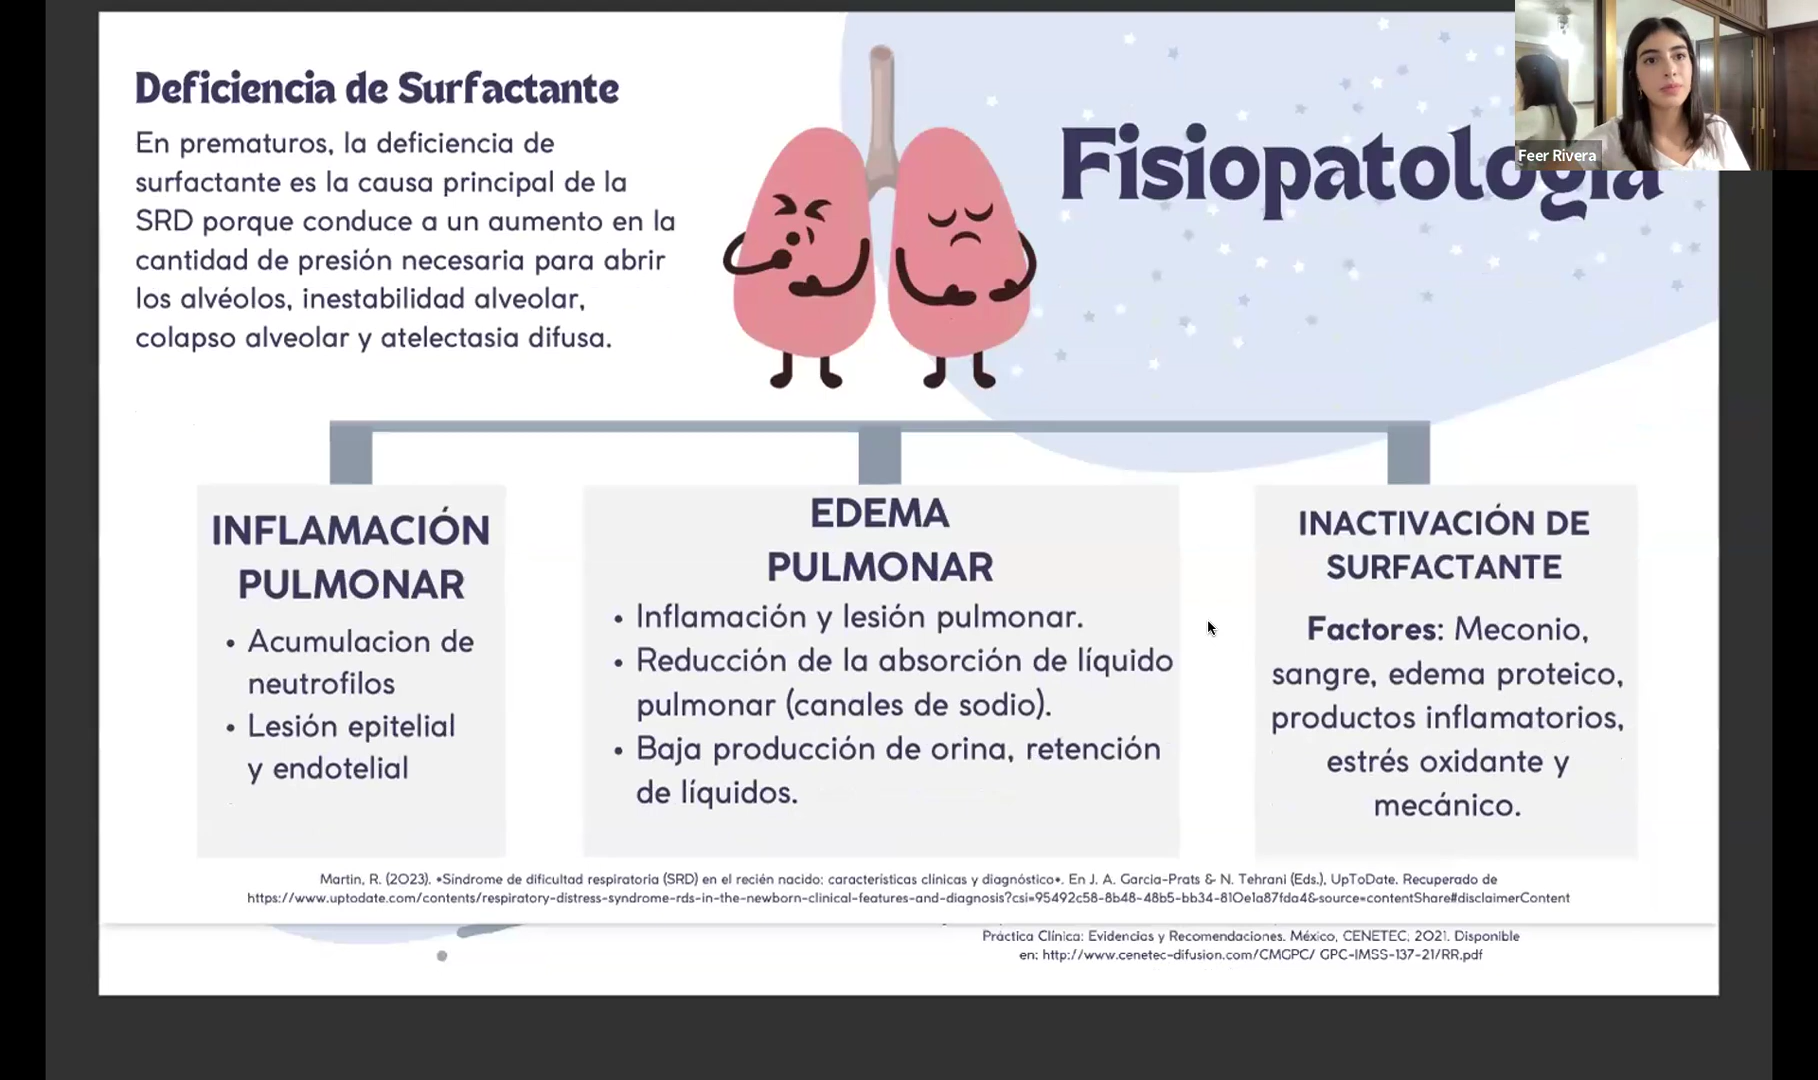 Deficiencia de Surfactante
En prematuros, la deficiencia de
surfactante es la causa principal de la
SRD porque conduce a un aumento en la
cantidad de presión necesaria para abrir
los alvéolos, inestabilidad alveolar,
colapso alveolar y atelectasia difusa.
Fisiopatología
Feer Rivera
INFLAMACIÓN
PULMONAR
• Acumulacion de
neutrofilos
• Lesión epitelial
y endotelial
EDEMA
PULMONAR
• Inflamación y lesión pulmonar.
• Reducción de la absorción de líquido
pulmonar (canales de sodio).
• Baja producción de orina, retención
de líquidos.
INACTIVACIÓN DE
SURFACTANTE
Factores: Meconio,
sangre, edema proteico,
productos inflamatorios,
estrés oxidante y
mecánico.
Martin, R. (2023). *Síndrome de dificultad respiratoria (SRD) en el recién nacido: características clínicas y diagnóstico*. En J. A. Garcia-Prats & N. Tehrani (Eds.), UpToDate. Recuperado de
https://www.uptodate.com/contents/respiratory-distress-syndrome-rds-in-the-newborn-clinical-features-and-diagnosis?csi=95492c58-8b48-48b5-bb34-810e1a87fda4&source=contentShare#disclaimerContent
Práctica Clínica: Evidencias y Recomendaciones. México, CENETEC; 2021. Disponible
en: http://www.cenetec-difusion.com/CMGPC/ GPC-IMSS-137-21/RR.pdf